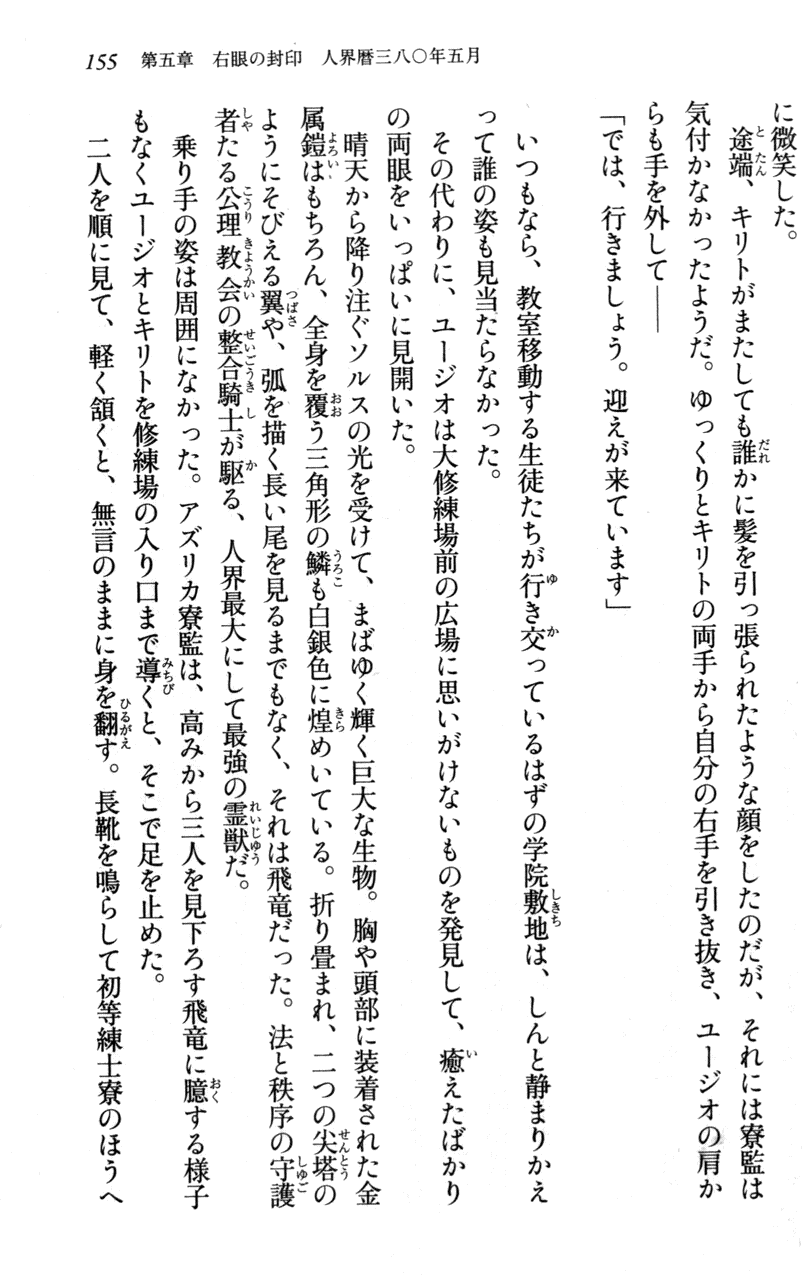 155　第五章　右眼の封印　人界暦三八〇年五月
に微笑した。
　途端、キリトがまたしても誰かに髪を引っ張られたような顔をしたのだが、それには寮監は
気付かなかったようだ。ゆっくりとキリトの両手から自分の右手を引き抜き、ユージオの肩か
らも手を外して――
「では、行きましょう。迎えが来ています」
　いつもなら、教室移動する生徒たちが行き交っているはずの学院敷地は、しんと静まりかえ
って誰の姿も見当たらなかった。
　その代わりに、ユージオは大修練場前の広場に思いがけないものを発見して、癒えたばかり
の両眼をいっぱいに見開いた。
　晴天から降り注ぐソルスの光を受けて、まばゆく輝く巨大な生物。胸や頭部に装着された金
属鎧はもちろん、全身を覆う三角形の鱗も白銀色に煌めいている。折り畳まれ、二つの尖塔の
ようにそびえる翼や、弧を描く長い尾を見るまでもなく、それは飛竜だった。法と秩序の守護
者たる公理教会の整合騎士が駆る、人界最大にして最強の霊獣だ。
　乗り手の姿は周囲になかった。アズリカ寮監は、高みから三人を見下ろす飛竜に臆する様子
もなくユージオとキリトを修練場の入り口まで導くと、そこで足を止めた。
　二人を順に見て、軽く頷くと、無言のままに身を翻す。長靴を鳴らして初等練士寮のほうへ